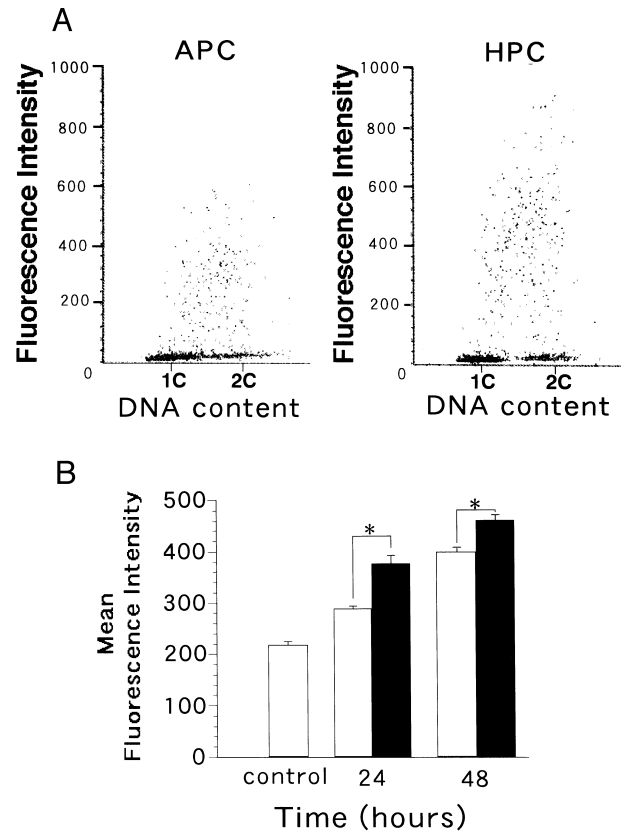 A
APC
HPC
Fluorescence Intensity
1000
800
600
400
200
0
1C
2C
DNA content
Fluorescence Intensity
1000
800
600
400
200
0
1C
2C
DNA content
B
Mean
Fluorescence Intensity
500
400
300
200
100
0
*
*
control
24
48
Time (hours)